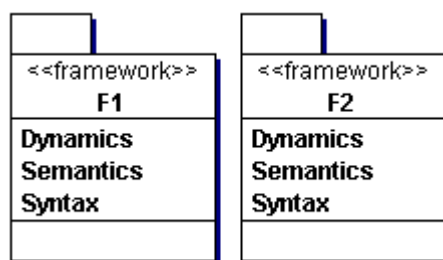 <<framework>>
F1
Dynamics
Semantics
Syntax
<<framework>>
F2
Dynamics
Semantics
Syntax